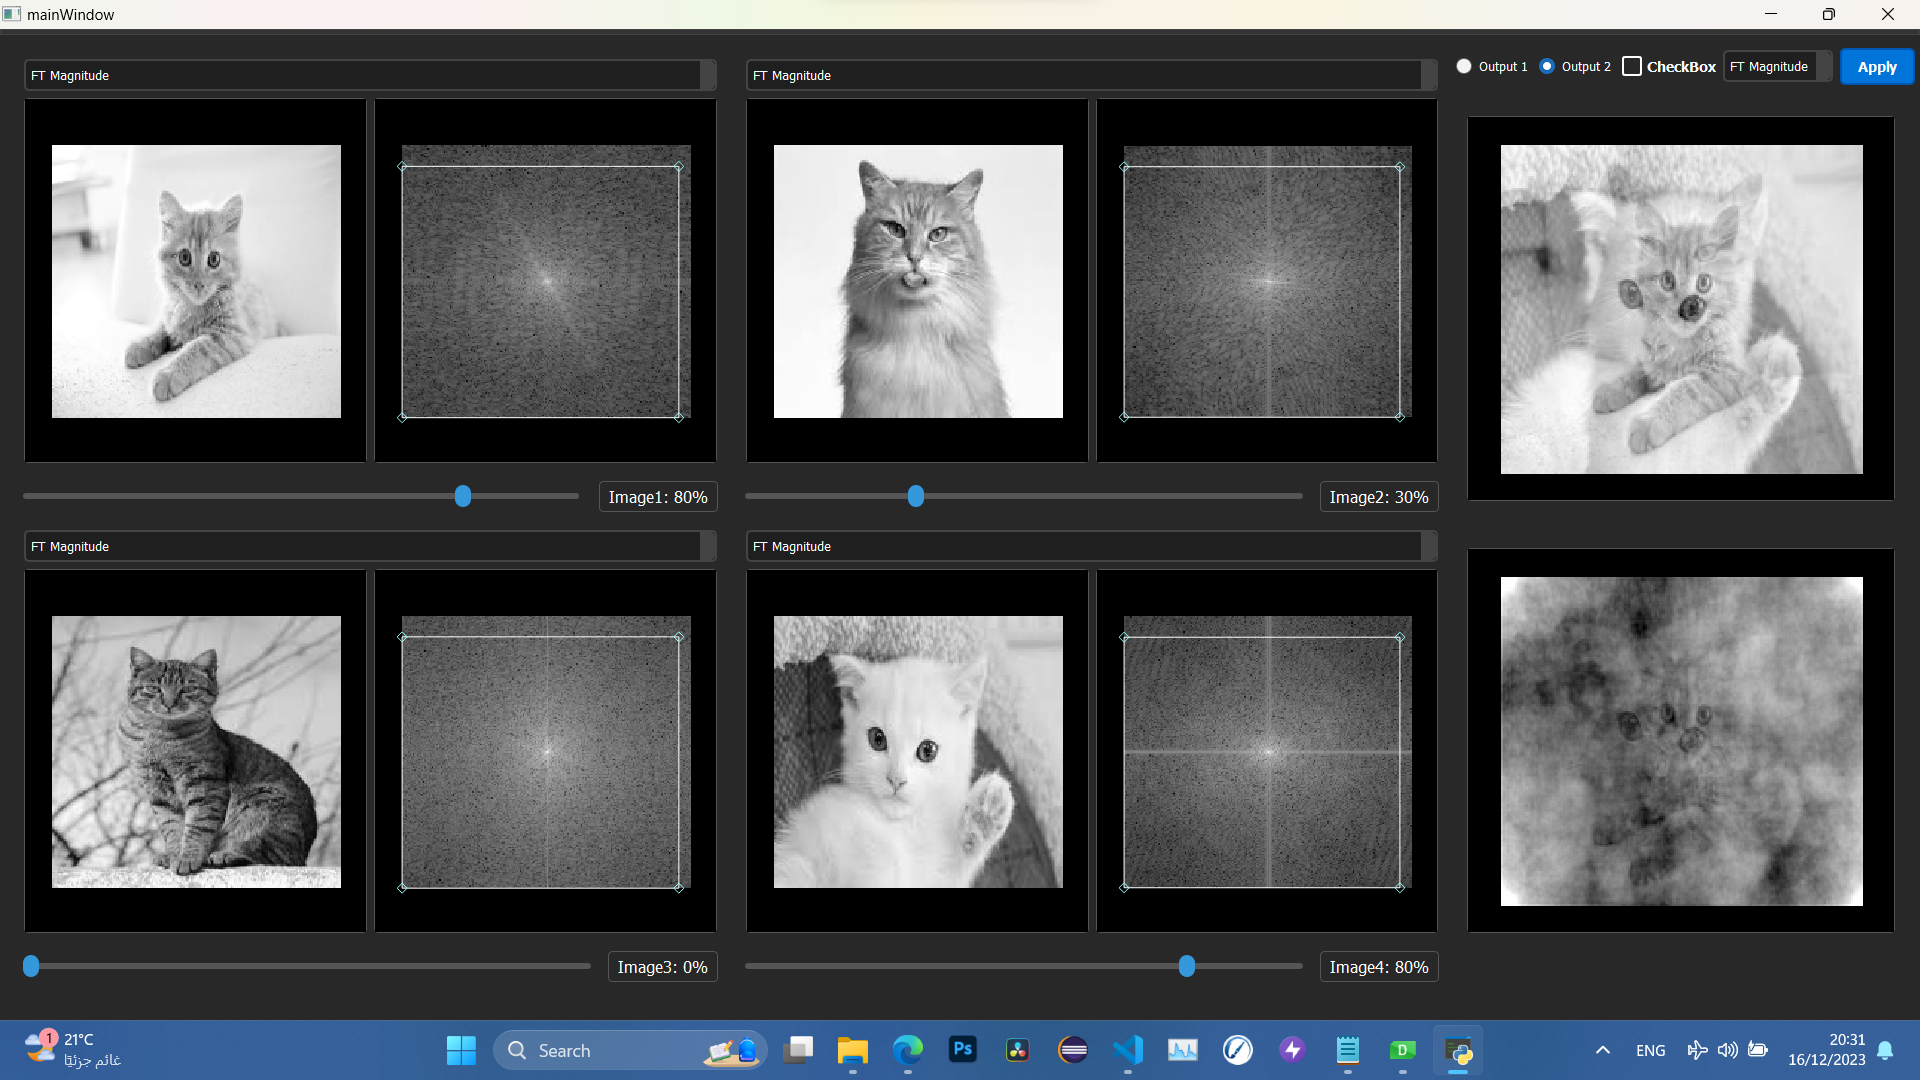 mainWindow
FT Magnitude
FT Magnitude
Output 1
Output 2
CheckBox
FT Magnitude
Apply
Image1: 80%
Image2: 30%
FT Magnitude
FT Magnitude
Image3: 0%
Image4: 80%
1
21°C
غائم جزئيًا
Search
Ps
D
ENG
20:31
16/12/2023